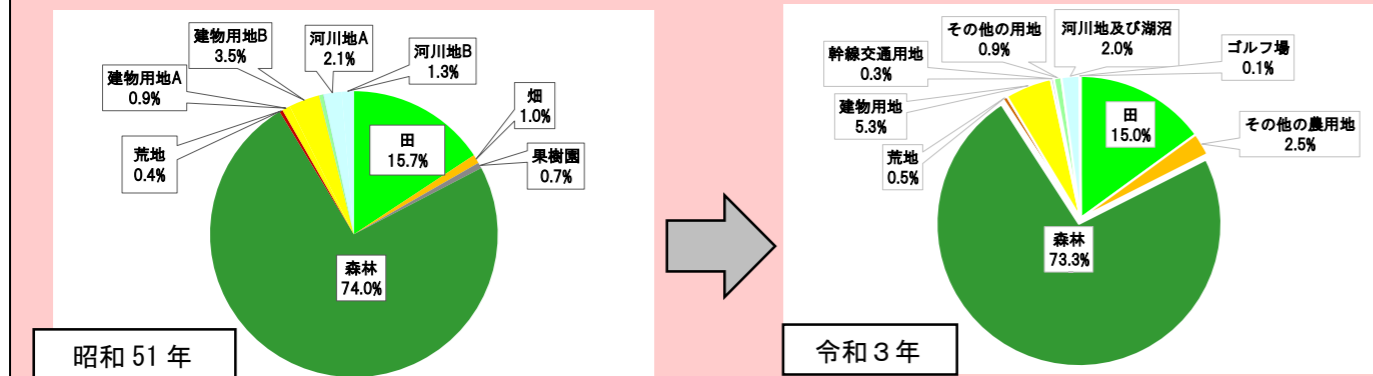 建物用地B
3.5%
河川地A
2.1%
河川地B
1.3%
建物用地A
0.9%
畑
1.0%
田
15.7%
果樹園
0.7%
荒地
0.4%
森林
74.0%
昭和 51 年
その他の用地
0.9%
河川地及び湖沼
2.0%
ゴルフ場
0.1%
幹線交通用地
0.3%
建物用地
5.3%
田
15.0%
その他の農用地
2.5%
荒地
0.5%
森林
73.3%
令和３年